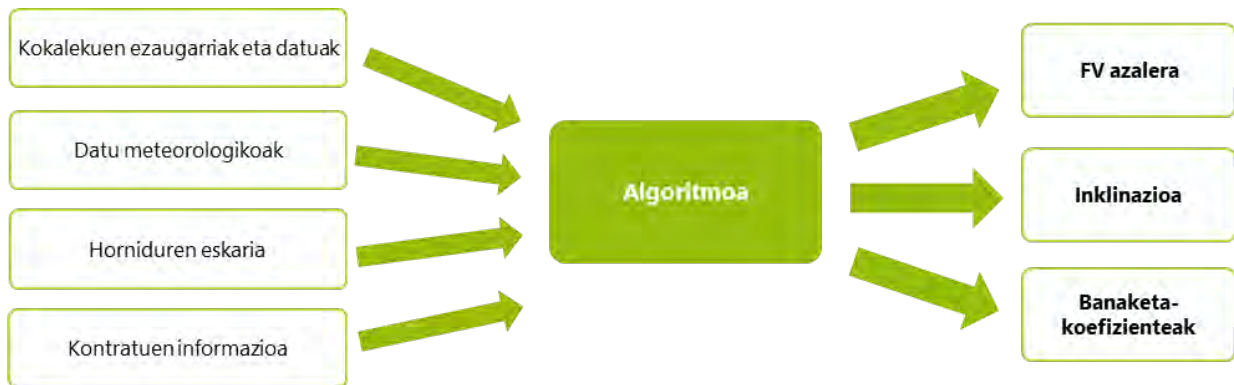 Kokalekuen ezaugarriak eta datuak
Datu meteorologikoak
Horniduren eskaria
Kontratuen informazioa
Algoritmoa
FV azalera
Inklinazioa
Banaketa-
koefizienteak